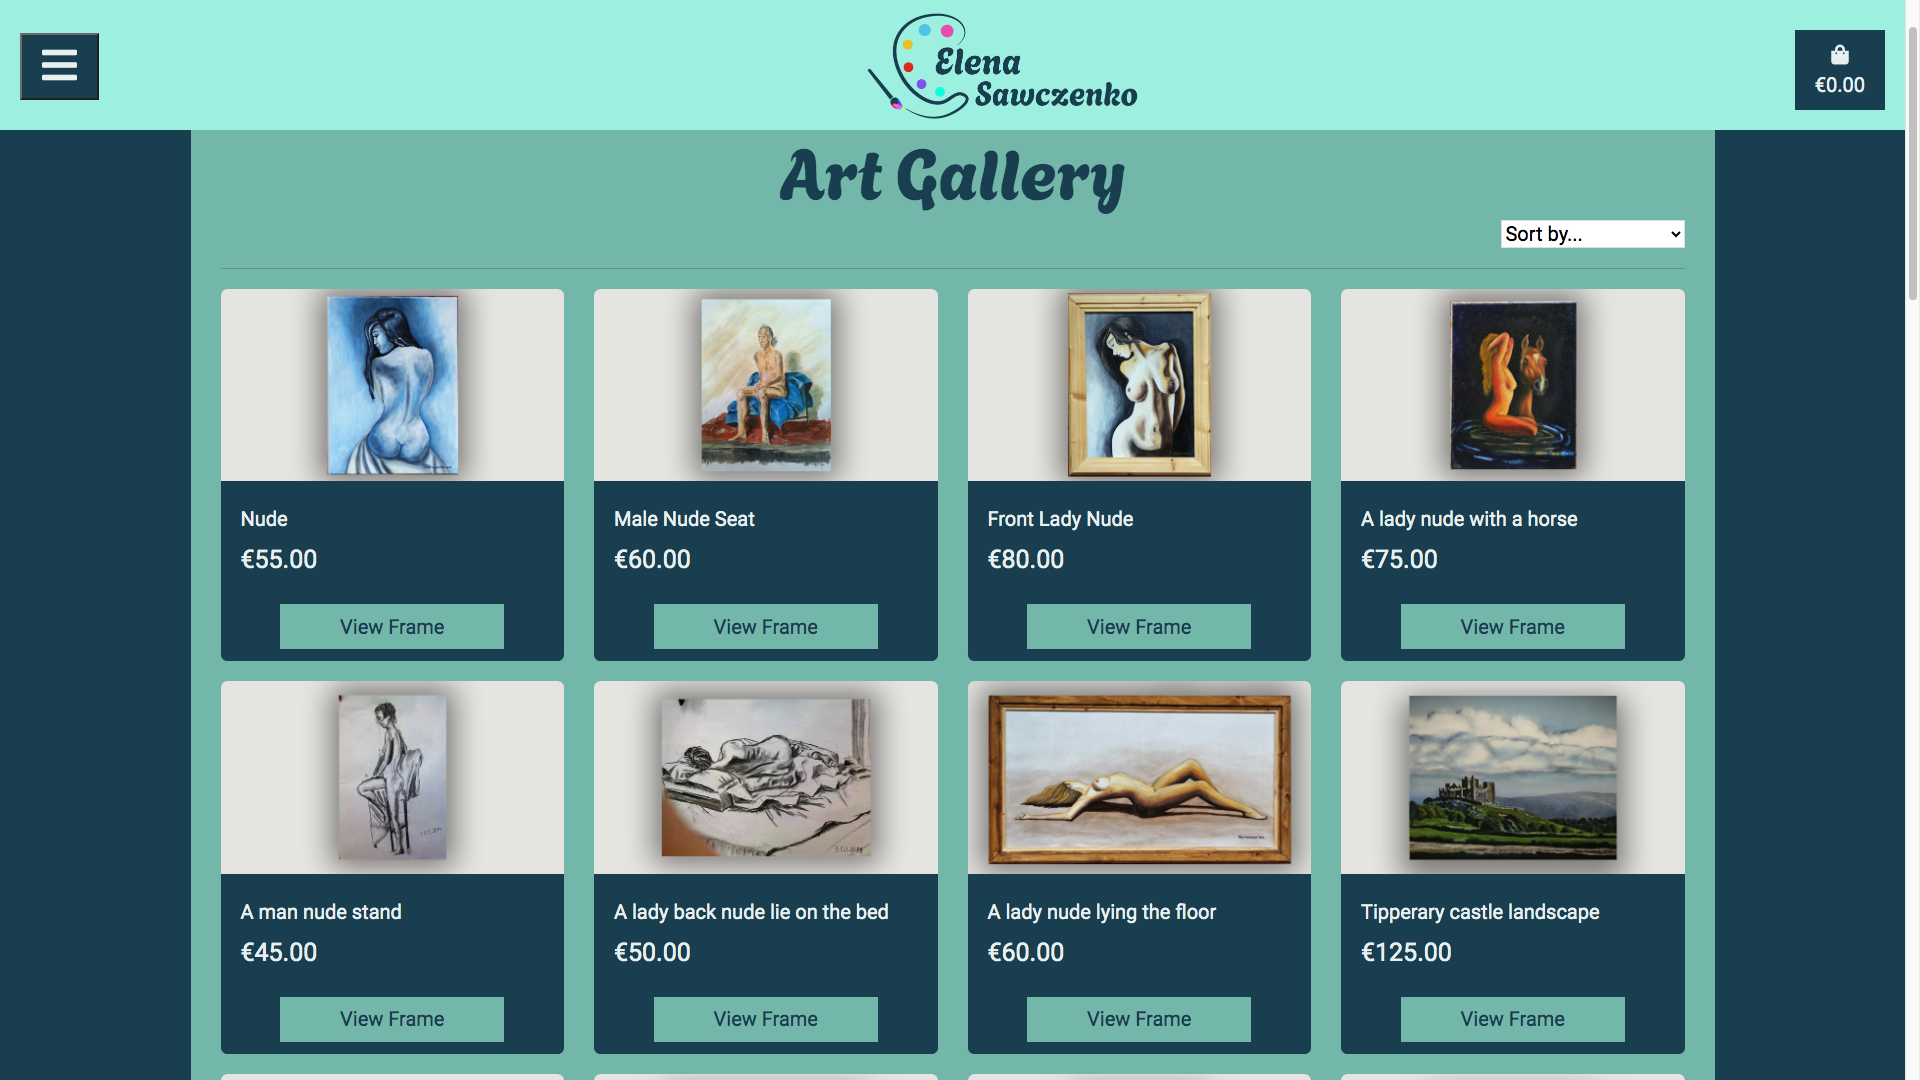 Elena
Sawczenko
€0.00
Art Gallery
Sort by...
Nude
€55.00
View Frame
Male Nude Seat
€60.00
View Frame
Front Lady Nude
€80.00
View Frame
A lady nude with a horse
€75.00
View Frame
A man nude stand
€45.00
View Frame
A lady back nude lie on the bed
€50.00
View Frame
A lady nude lying the floor
€60.00
View Frame
Tipperary castle landscape
€125.00
View Frame